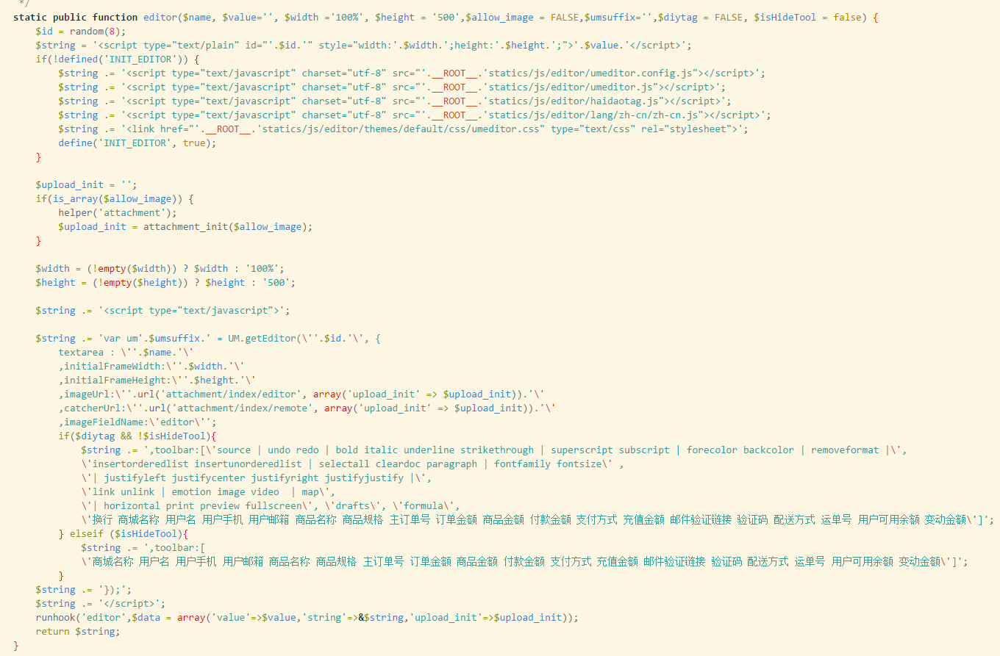 */
static public function editor($name, $value='', $width ='100%', $height = '500',$allow_image = FALSE,$umsuffix='',$diytag = FALSE, $isHideTool = false) {
    $id = random(8);
    $string = '<script type="text/plain" id="'.$id.'" style="width:'.$width.';height:'.$height.';">'.$value.'</script>';
    if(!defined('INIT_EDITOR')) {
        $string .= '<script type="text/javascript" charset="utf-8" src="'.__ROOT__.'statics/js/editor/umeditor.config.js"></script>';
        $string .= '<script type="text/javascript" charset="utf-8" src="'.__ROOT__.'statics/js/editor/umeditor.js"></script>';
        $string .= '<script type="text/javascript" charset="utf-8" src="'.__ROOT__.'statics/js/editor/haidaotag.js"></script>';
        $string .= '<script type="text/javascript" charset="utf-8" src="'.__ROOT__.'statics/js/editor/lang/zh-cn/zh-cn.js"></script>';
        $string .= '<link href="'.__ROOT__.'statics/js/editor/themes/default/css/umeditor.css" type="text/css" rel="stylesheet">';
        define('INIT_EDITOR', true);
    }
    $upload_init = '';
    if(is_array($allow_image)) {
        helper('attachment');
        $upload_init = attachment_init($allow_image);
    }
    $width = (!empty($width)) ? $width : '100%';
    $height = (!empty($height)) ? $height : '500';
    $string .= '<script type="text/javascript">';
    $string .= 'var um'.$umsuffix.' = UM.getEditor(\''.$id.'\', {
        textarea : \''.$name.'\'
        ,initialFrameWidth:\''.$width.'\'
        ,initialFrameHeight:\''.$height.'\'
        ,imageUrl:\''.url('attachment/index/editor', array('upload_init' => $upload_init)).'\'
        ,catcherUrl:\''.url('attachment/index/remote', array('upload_init' => $upload_init)).'\'
        ,imageFieldName:\'editor\'';
        if($diytag && !$isHideTool){
            $string .= ',toolbar:[\'source | undo redo | bold italic underline strikethrough | superscript subscript | forecolor backcolor | removeformat |\',
            \'insertorderedlist insertunorderedlist | selectall cleardoc paragraph | fontfamily fontsize\' ,
            \'| justifyleft justifycenter justifyright justifyjustify |\',
            \'link unlink | emotion image video  | map\',
            \'| horizontal print preview fullscreen\', \'drafts\', \'formula\',
            \'换行 商城名称 用户名 用户手机 用户邮箱 商品名称 商品规格 主订单号 订单金额 商品金额 付款金额 支付方式 充值金额 邮件验证链接 验证码 配送方式 运单号 用户可用余额 变动金额\']';
        } elseif ($isHideTool){
            $string .= ',toolbar:[
            \'商城名称 用户名 用户手机 用户邮箱 商品名称 商品规格 主订单号 订单金额 商品金额 付款金额 支付方式 充值金额 邮件验证链接 验证码 配送方式 运单号 用户可用余额 变动金额\']';
        }
    $string .= '});';
    $string .= '</script>';
    runhook('editor',$data = array('value'=>$value,'string'=>&$string,'upload_init'=>$upload_init));
    return $string;
}